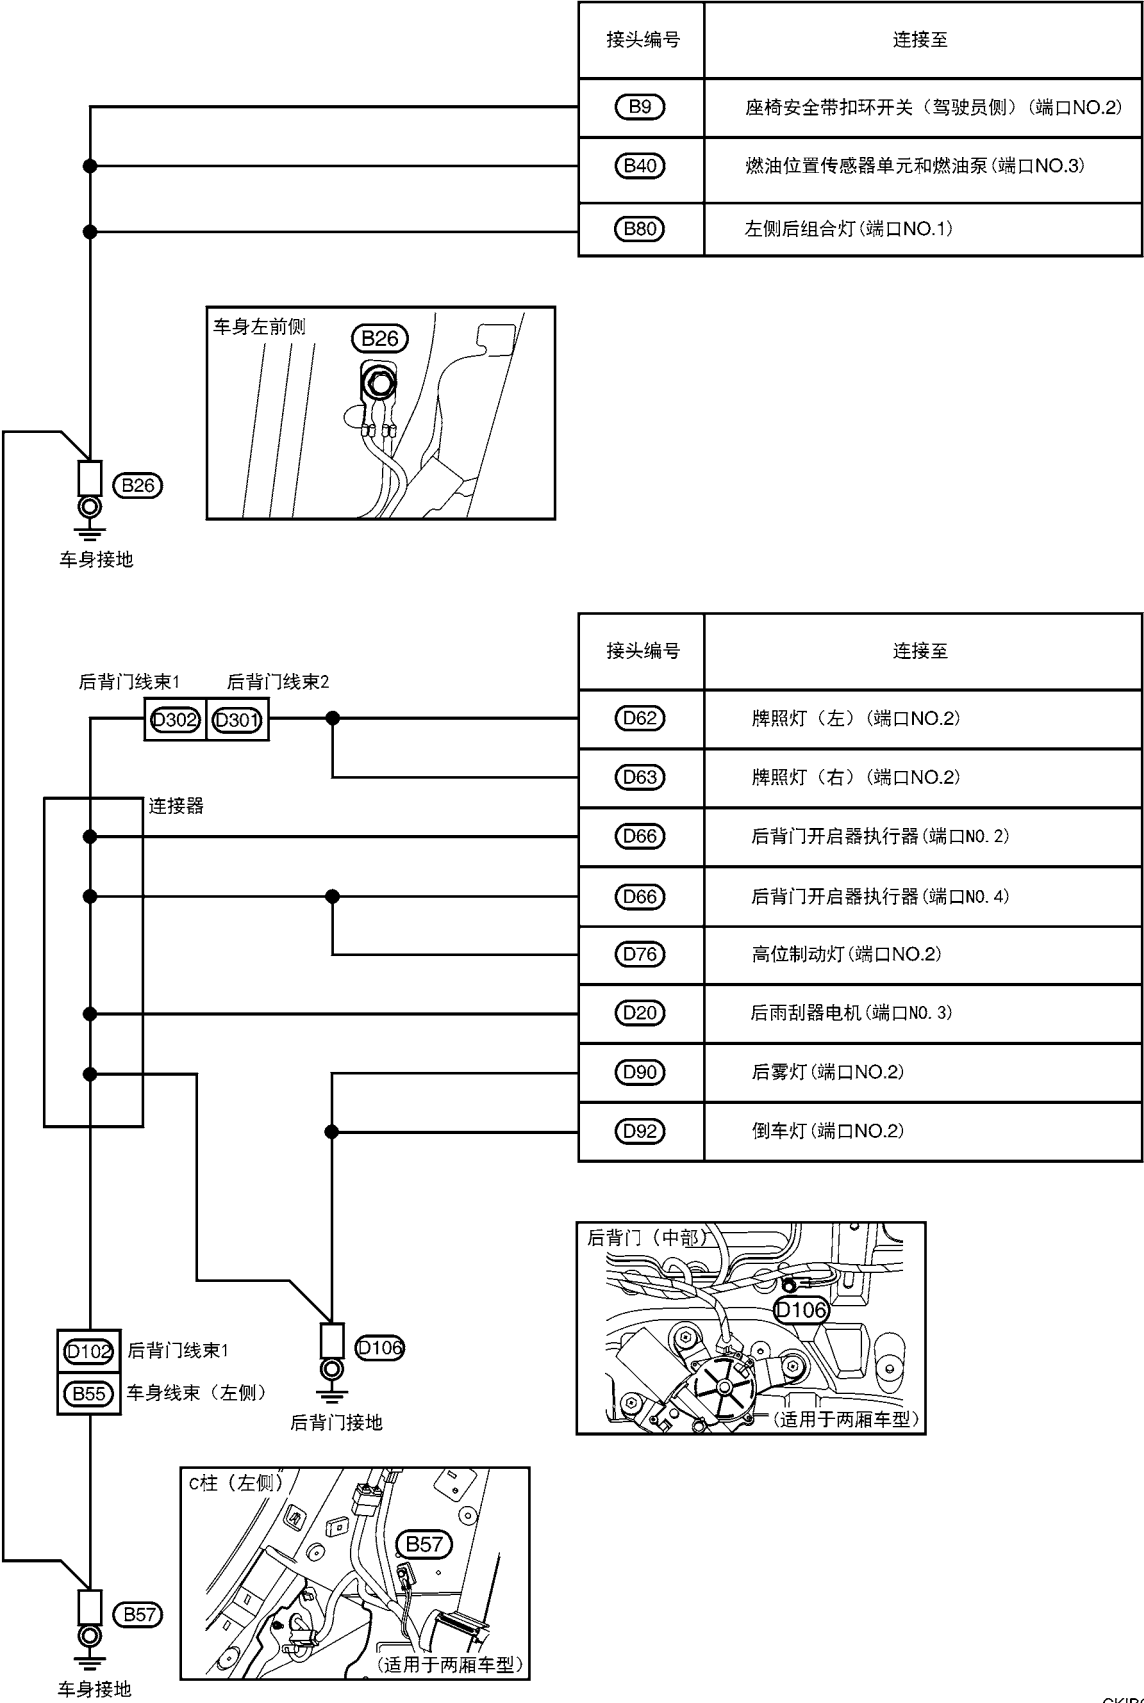 接头编号 连接至
B9 座椅安全带扣环开关（驾驶员侧）(端口NO.2)
B40 燃油位置传感器单元和燃油泵(端口NO.3)
B80 左侧后组合灯(端口NO.1)
车身左前侧
B26
B26
车身接地
接头编号 连接至
后背门线束1 后背门线束2
D302 D301
D62 牌照灯（左）(端口NO.2)
D63 牌照灯（右）(端口NO.2)
连接器
D66 后背门开启器执行器(端口NO.2)
D66 后背门开启器执行器(端口NO.4)
D76 高位制动灯(端口NO.2)
D20 后雨刮器电机(端口NO.3)
D90 后雾灯(端口NO.2)
D92 倒车灯(端口NO.2)
后背门（中部）
D106
(适用于两厢车型)
D102 后背门线束1
B55 车身线束（左侧）
D106
后背门接地
C柱（左侧）
B57
(适用于两厢车型)
B57
车身接地